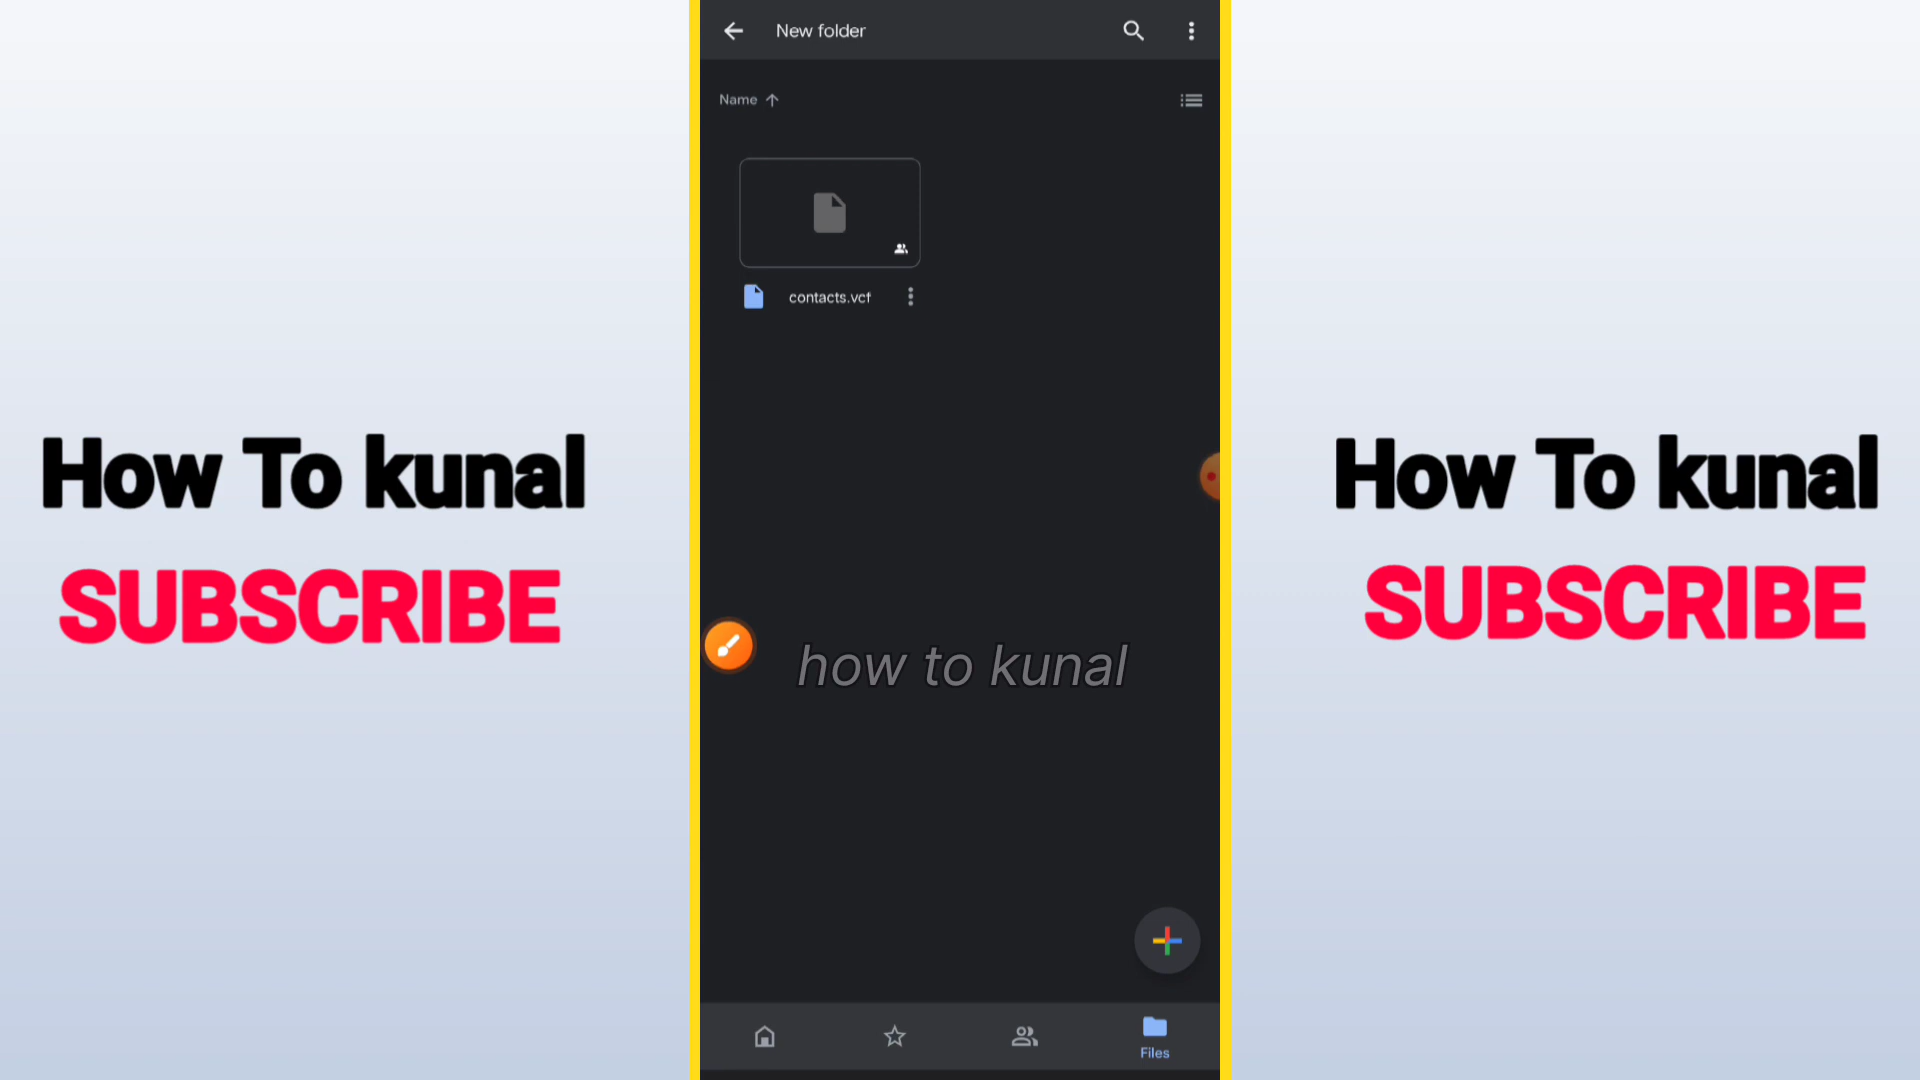 New folder
Name
contacts.vcf
How To kunal
SUBSCRIBE
how to kunal
How To kunal
SUBSCRIBE
Files